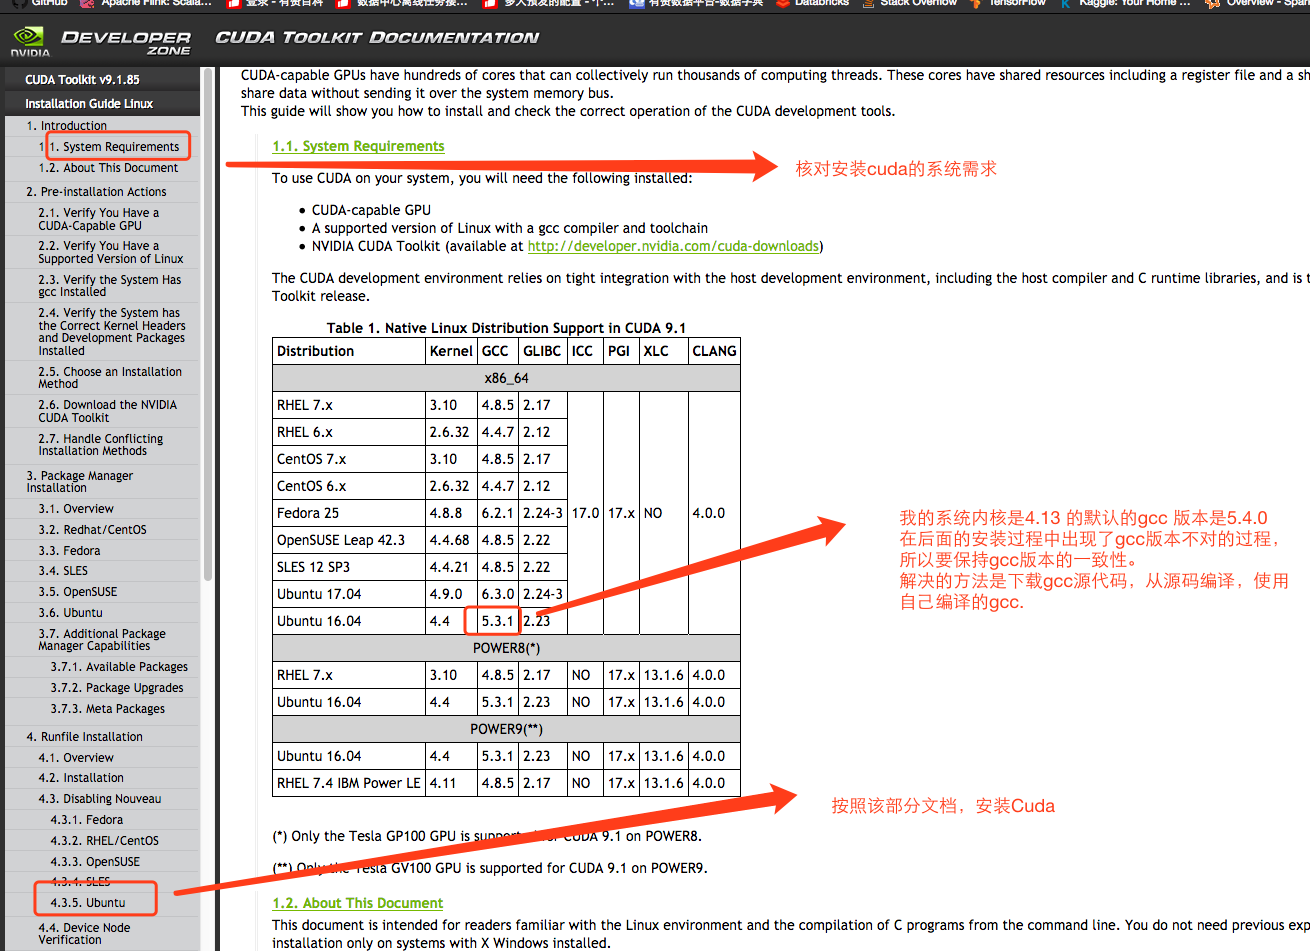 GitHub
Apache Flink: Scala...
登录 - 有赞百科
数据中心离线任务接...
多人预发的配置 - 个...
有赞数据平台-数据字典
Databricks
Stack Overflow
TensorFlow
Kaggle: Your Home ...
Overview - Spar
NVIDIA
DEVELOPER
ZONE
CUDA TOOLKIT DOCUMENTATION
CUDA Toolkit v9.1.85
Installation Guide Linux
1. Introduction
1.1. System Requirements
1.2. About This Document
2. Pre-installation Actions
2.1. Verify You Have a
CUDA-Capable GPU
2.2. Verify You Have a
Supported Version of Linux
2.3. Verify the System Has
gcc Installed
2.4. Verify the System has
the Correct Kernel Headers
and Development Packages
Installed
2.5. Choose an Installation
Method
2.6. Download the NVIDIA
CUDA Toolkit
2.7. Handle Conflicting
Installation Methods
3. Package Manager
Installation
3.1. Overview
3.2. Redhat/CentOS
3.3. Fedora
3.4. SLES
3.5. OpenSUSE
3.6. Ubuntu
3.7. Additional Package
Manager Capabilities
3.7.1. Available Packages
3.7.2. Package Upgrades
3.7.3. Meta Packages
4. Runfile Installation
4.1. Overview
4.2. Installation
4.3. Disabling Nouveau
4.3.1. Fedora
4.3.2. RHEL/CentOS
4.3.3. OpenSUSE
4.3.4. SLES
4.3.5. Ubuntu
4.4. Device Node
Verification
CUDA-capable GPUs have hundreds of cores that can collectively run thousands of computing threads. These cores have shared resources including a register file and a sh
share data without sending it over the system memory bus.
This guide will show you how to install and check the correct operation of the CUDA development tools.
1.1. System Requirements
核对安装cuda的系统需求
To use CUDA on your system, you will need the following installed:
• CUDA-capable GPU
• A supported version of Linux with a gcc compiler and toolchain
• NVIDIA CUDA Toolkit (available at http://developer.nvidia.com/cuda-downloads)
The CUDA development environment relies on tight integration with the host development environment, including the host compiler and C runtime libraries, and is t
Toolkit release.
Table 1. Native Linux Distribution Support in CUDA 9.1
Distribution Kernel GCC GLIBC ICC PGI XLC CLANG
x86_64
RHEL 7.x 3.10 4.8.5 2.17
RHEL 6.x 2.6.32 4.4.7 2.12
CentOS 7.x 3.10 4.8.5 2.17
CentOS 6.x 2.6.32 4.4.7 2.12
Fedora 25 4.8.8 6.2.1 2.24-3 17.0 17.x NO 4.0.0
OpenSUSE Leap 42.3 4.4.68 4.8.5 2.22
SLES 12 SP3 4.4.21 4.8.5 2.22
Ubuntu 17.04 4.9.0 6.3.0 2.24-3
Ubuntu 16.04 4.4 5.3.1 2.23
我的系统内核是4.13 的默认的gcc 版本是5.4.0
在后面的安装过程中出现了gcc版本不对的过程，
所以要保持gcc版本的一致性。
解决的方法是下载gcc源代码，从源码编译，使用
自己编译的gcc.
POWER8(*)
RHEL 7.x 3.10 4.8.5 2.17 NO 17.x 13.1.6 4.0.0
Ubuntu 16.04 4.4 5.3.1 2.23 NO 17.x 13.1.6 4.0.0
POWER9(**)
Ubuntu 16.04 4.4 5.3.1 2.23 NO 17.x 13.1.6 4.0.0
RHEL 7.4 IBM Power LE 4.11 4.8.5 2.17 NO 17.x 13.1.6 4.0.0
按照该部分文档，安装Cuda
(*) Only the Tesla GP100 GPU is supported for CUDA 9.1 on POWER8.
(**) Only the Tesla GV100 GPU is supported for CUDA 9.1 on POWER9.
1.2. About This Document
This document is intended for readers familiar with the Linux environment and the compilation of C programs from the command line. You do not need previous exp
installation only on systems with X Windows installed.